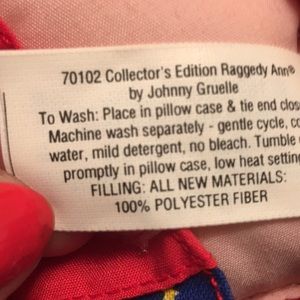 70102 Collector's Edition Raggedy Ann®
by Johnny Gruelle
To Wash: Place in pillow case & tie end
Machine wash separately - gentle cycle,
water, mild detergent, no bleach. Tumble
promptly in pillow case, low heat setting
FILLING: ALL NEW MATERIALS:
100% POLYESTER FIBER